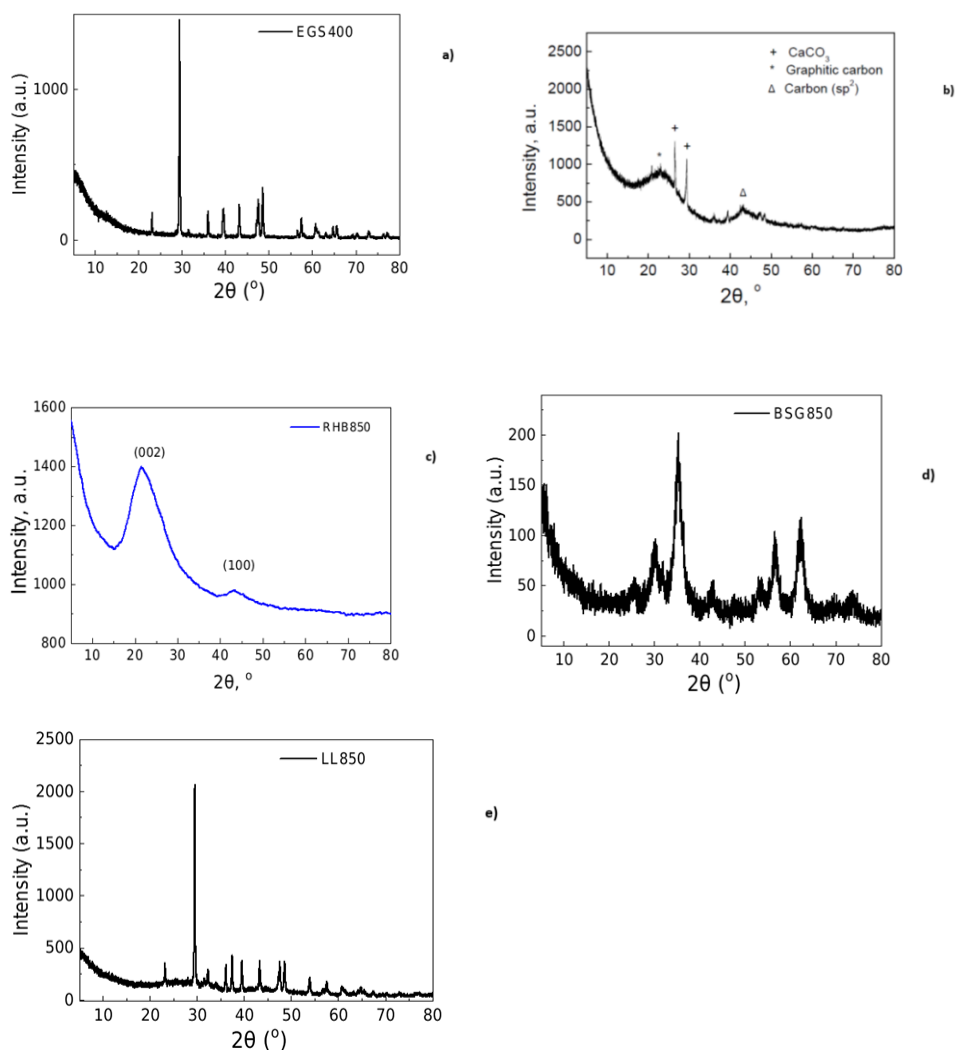 EGS400
a)
Intensity (a.u.)
1000
0
10 20 30 40 50 60 70 80
2θ (°)
+ CaCO₃
* Graphitic carbon
Δ Carbon (sp²)
b)
Intensity, a.u.
2500
2000
1500
1000
500
0
+
+
*
Δ
10 20 30 40 50 60 70 80
2θ, °
RHB850
c)
Intensity, a.u.
1600
1400
1200
1000
800
(002)
(100)
10 20 30 40 50 60 70 80
2θ, °
BSG850
d)
Intensity (a.u.)
200
150
100
50
0
10 20 30 40 50 60 70 80
2θ (°)
LL850
e)
Intensity (a.u.)
2500
2000
1500
1000
500
0
10 20 30 40 50 60 70 80
2θ (°)